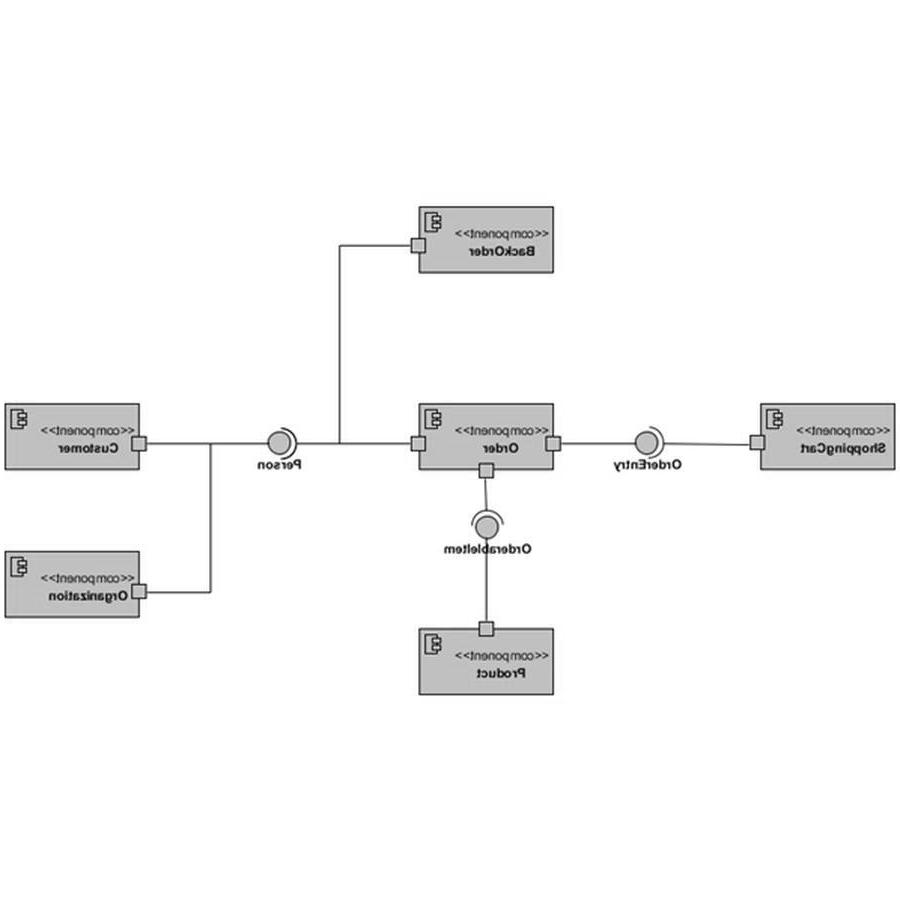 <<component>>
BackOrder
<<component>>
Customer
<<component>>
Order
<<component>>
ShoppingCart
Person
OrderEntry
OrderableItem
<<component>>
Organization
<<component>>
Product